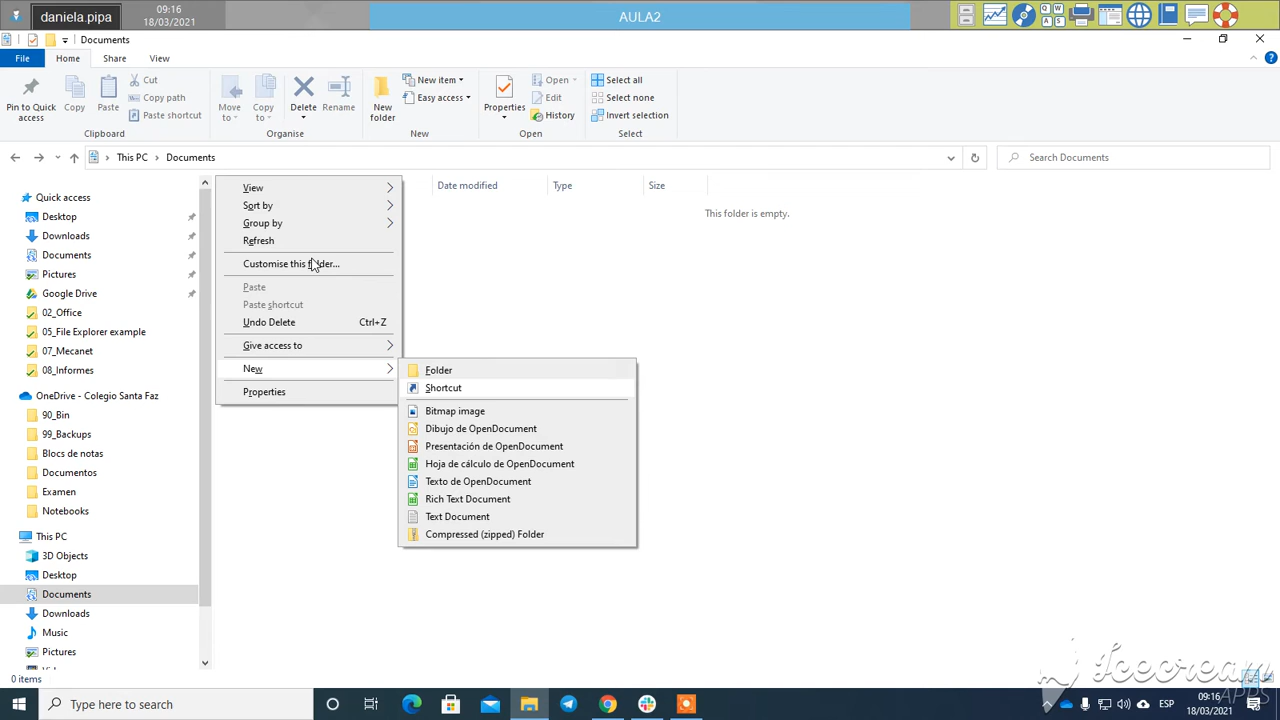 daniela.pipa
09:16
18/03/2021
AULA2
Q W
A S
Documents
File
Home
Share
View
Pin to Quick access
Copy
Paste
Cut
Copy path
Paste shortcut
Clipboard
Move to
Copy to
Delete
Rename
Organise
New folder
New item
Easy access
New
Properties
Open
Edit
History
Open
Select all
Select none
Invert selection
Select
This PC
Documents
Search Documents
Quick access
Desktop
Downloads
Documents
Pictures
Google Drive
02_Office
05_File Explorer example
07_Mecanet
08_Informes
OneDrive - Colegio Santa Faz
90_Bin
99_Backups
Blocs de notas
Documentos
Examen
Notebooks
This PC
3D Objects
Desktop
Documents
Downloads
Music
Pictures
Date modified
Type
Size
This folder is empty.
View
Sort by
Group by
Refresh
Customise this folder...
Paste
Paste shortcut
Undo Delete Ctrl+Z
Give access to
New
Properties
Folder
Shortcut
Bitmap image
Dibujo de OpenDocument
Presentación de OpenDocument
Hoja de cálculo de OpenDocument
Texto de OpenDocument
Rich Text Document
Text Document
Compressed (zipped) Folder
0 items
Icecream
APPS
Type here to search
ESP
09:16
18/03/2021